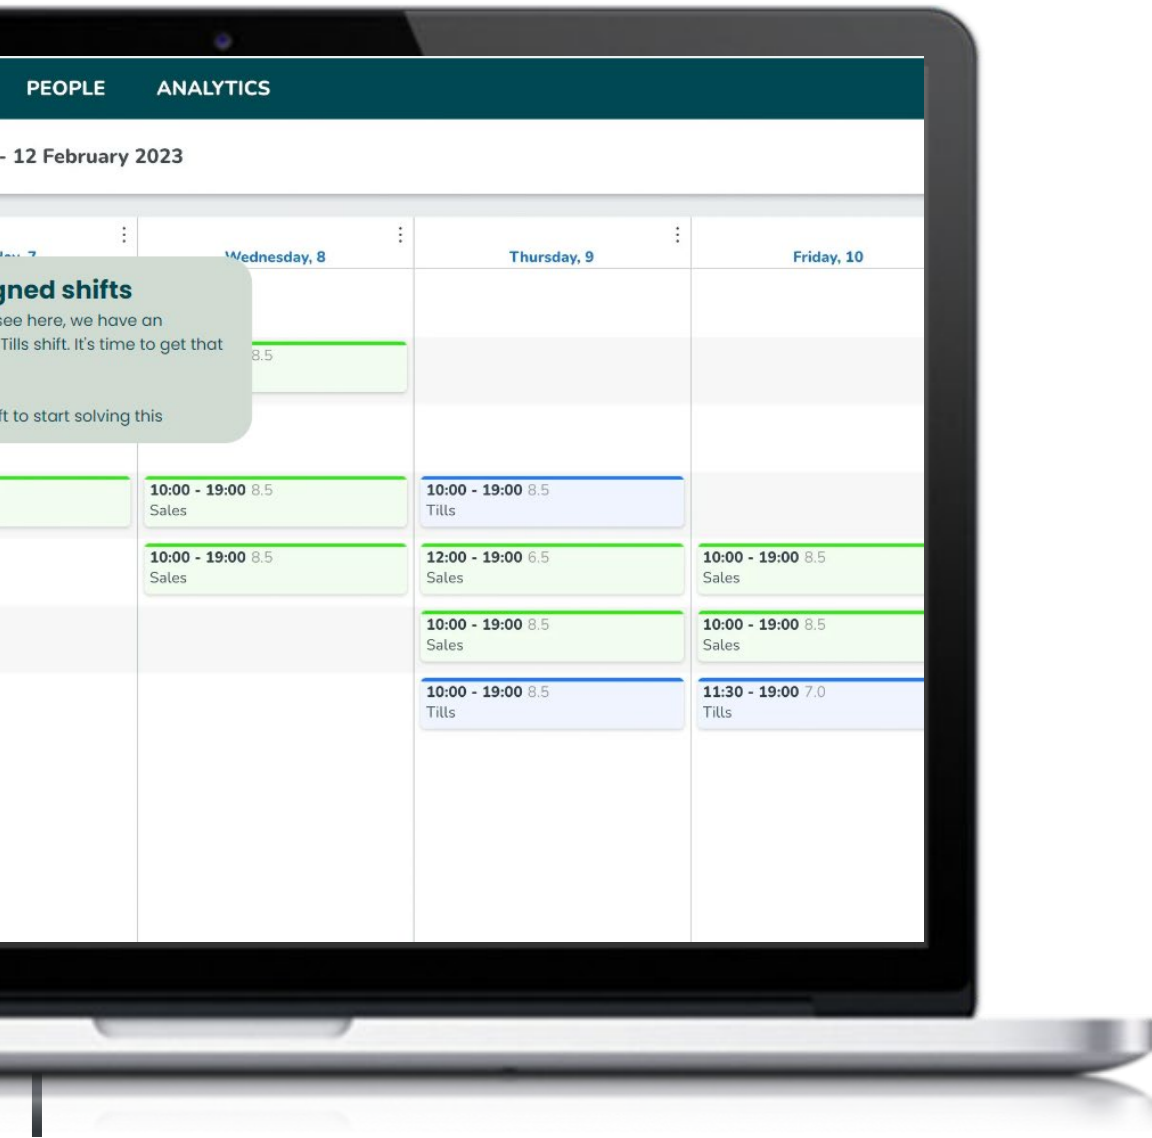 PEOPLE ANALYTICS
- 12 February 2023
Wednesday, 8 Thursday, 9 Friday, 10
gned shifts
see here, we have an
Tills shift. It's time to get that
8.5
ft to start solving this
10:00 - 19:00 8.5
Sales
10:00 - 19:00 8.5
Tills
10:00 - 19:00 8.5
Sales
12:00 - 19:00 6.5
Sales
10:00 - 19:00 8.5
Sales
10:00 - 19:00 8.5
Sales
10:00 - 19:00 8.5
Sales
10:00 - 19:00 8.5
Tills
11:30 - 19:00 7.0
Tills